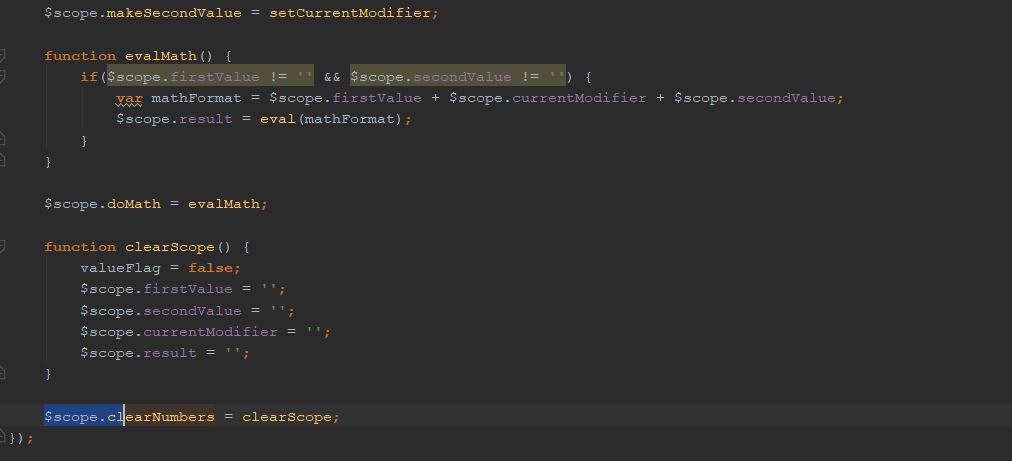 $scope.makeSecondValue = setCurrentModifier;
function evalMath() {
if($scope.firstValue != '' && $scope.secondValue != '') {
var mathFormat = $scope.firstValue + $scope.currentModifier + $scope.secondValue;
$scope.result = eval(mathFormat);
}
}
$scope.doMath = evalMath;
function clearScope() {
valueFlag = false;
$scope.firstValue = '';
$scope.secondValue = '';
$scope.currentModifier = '';
$scope.result = '';
}
$scope.clearNumbers = clearScope;
});